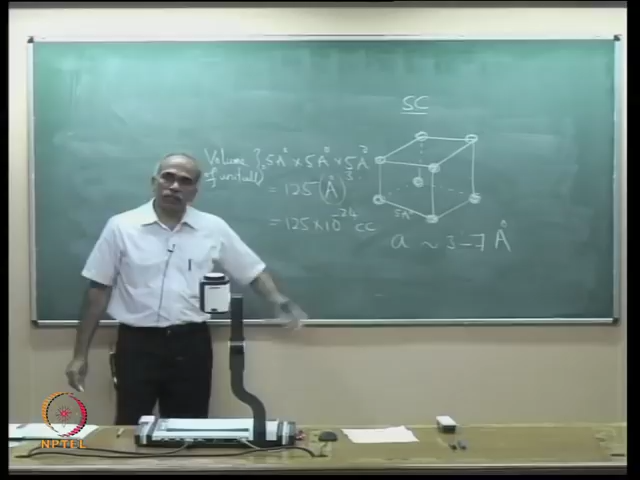 SC
Volume } 5Å × 5Å × 5Å
of unitcell
= 125 (Å)³
= 125 × 10⁻²⁴ cc
5Å
a ~ 3–7 Å
NPTEL